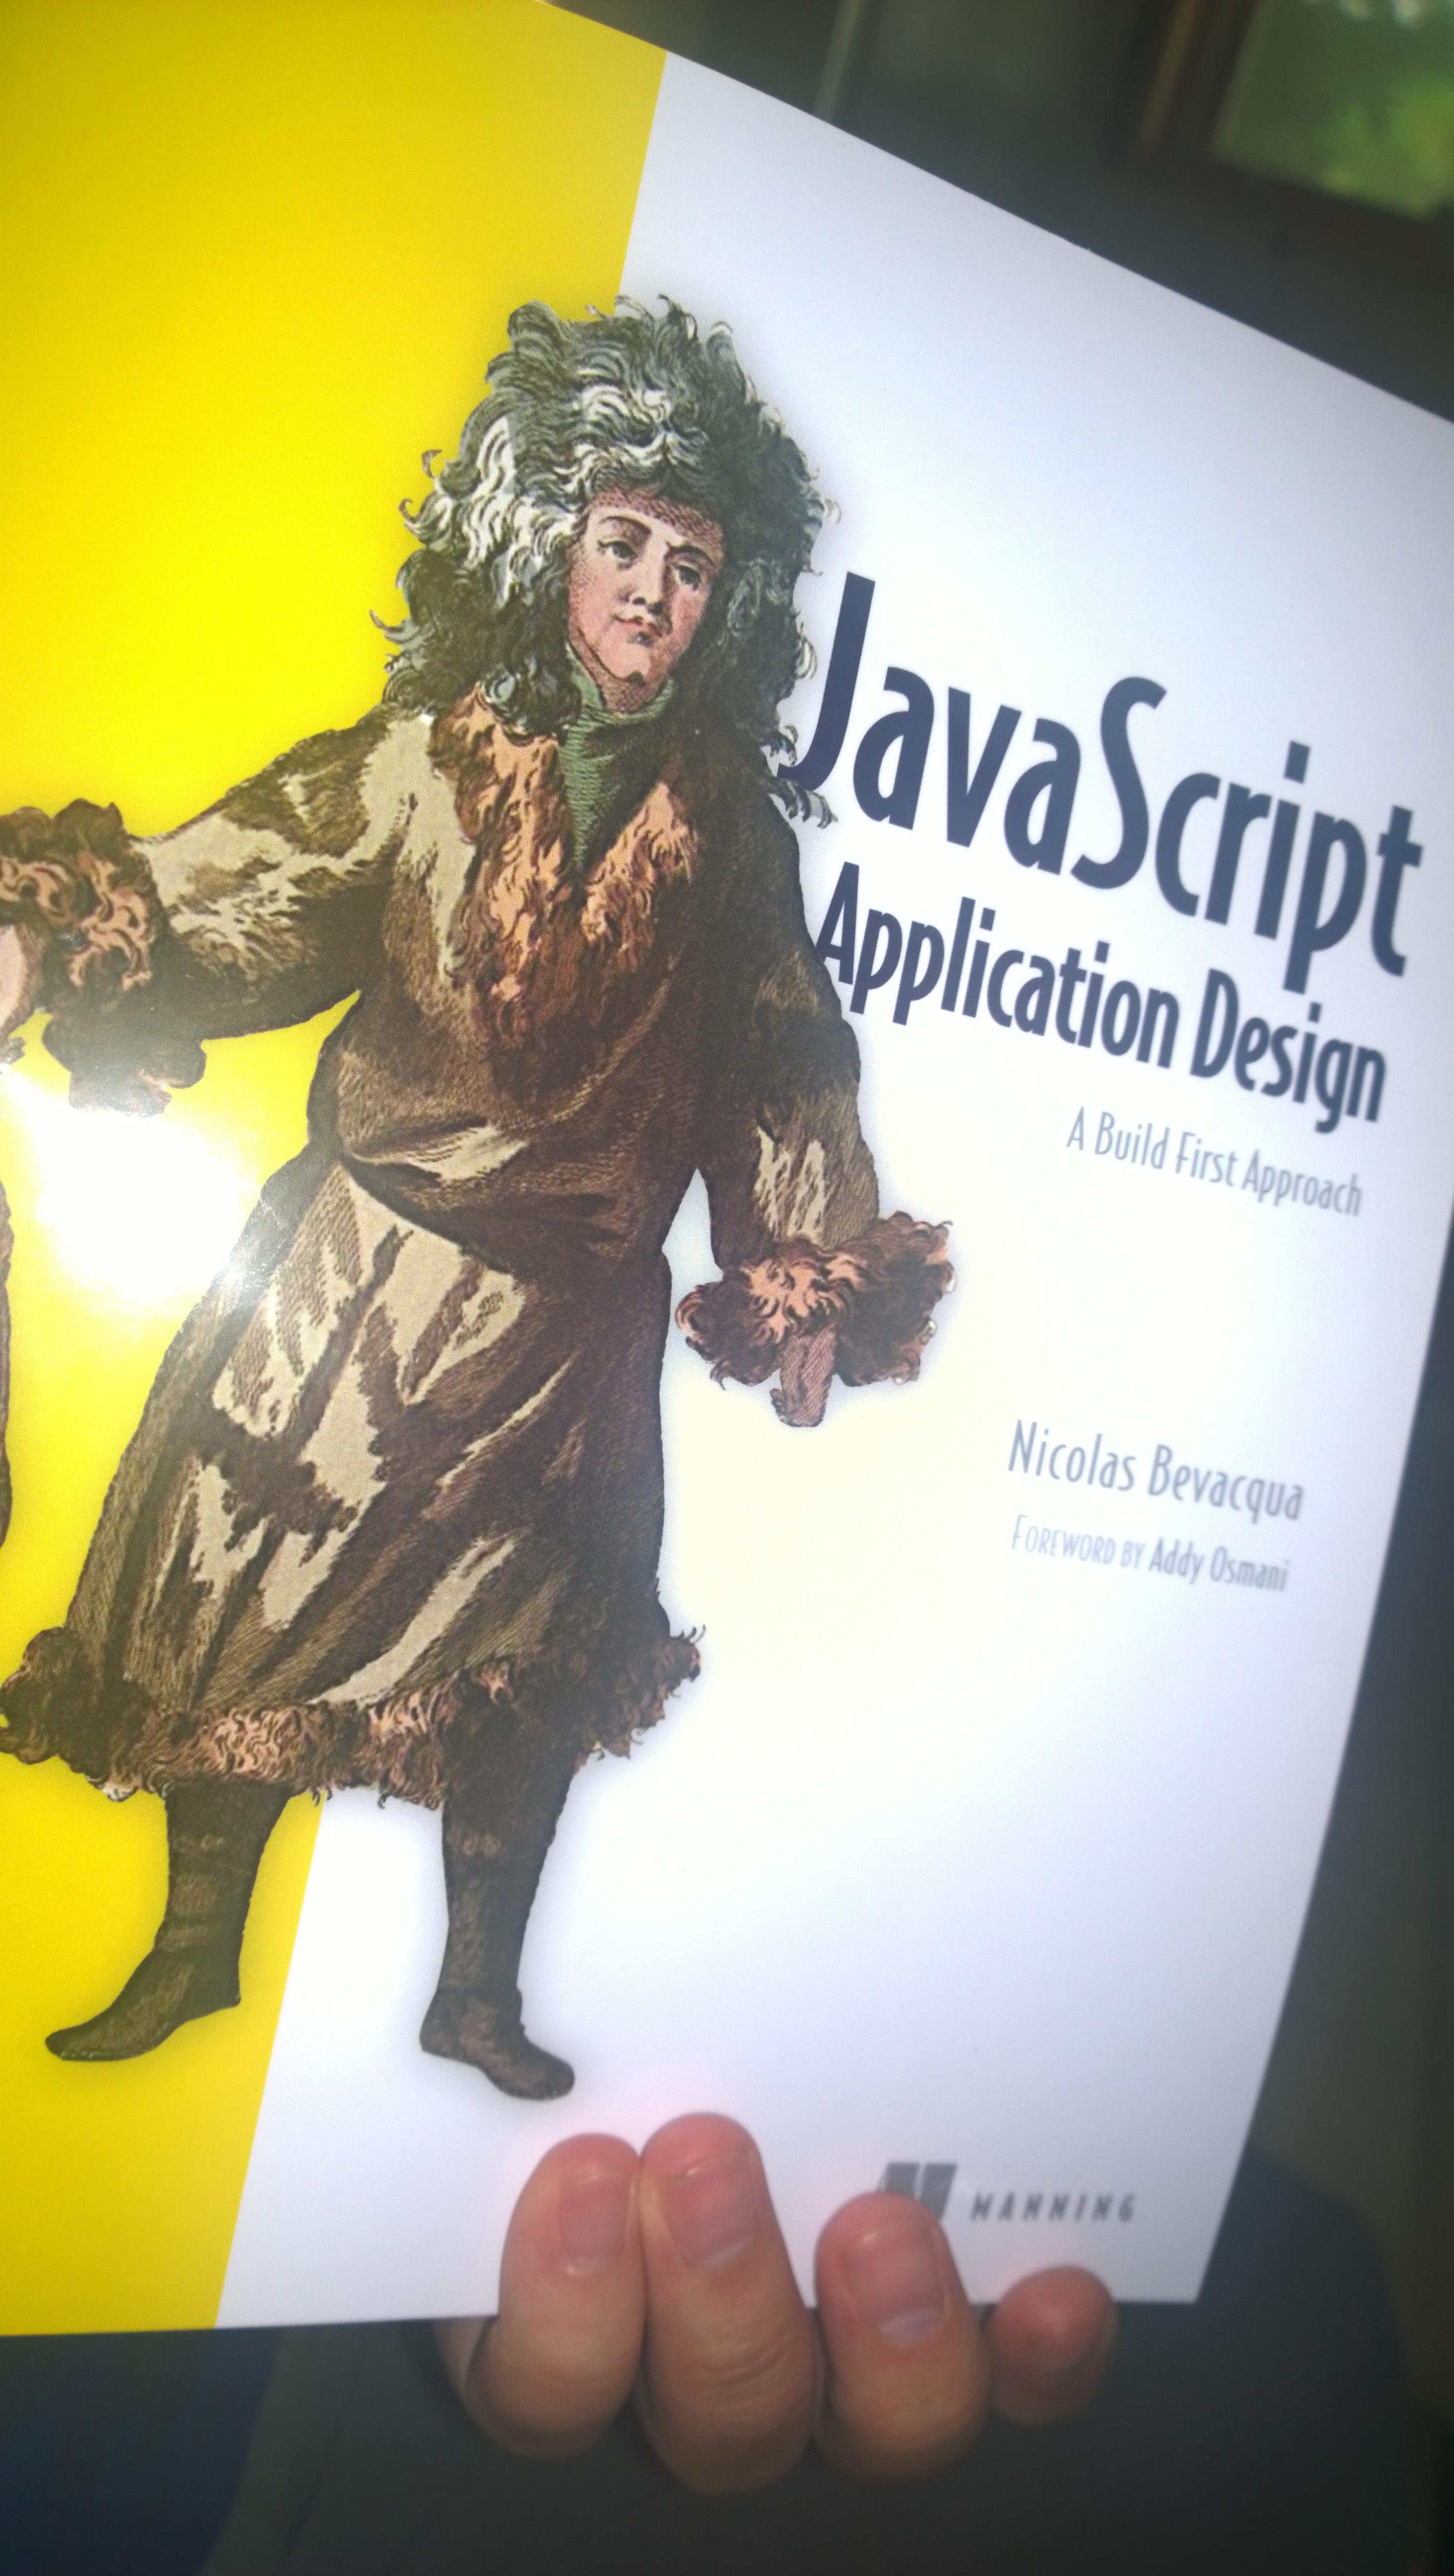 JavaScript
Application Design
A Build First Approach
Nicolas Bevacqua
FOREWORD BY Addy Osmani
MANNING